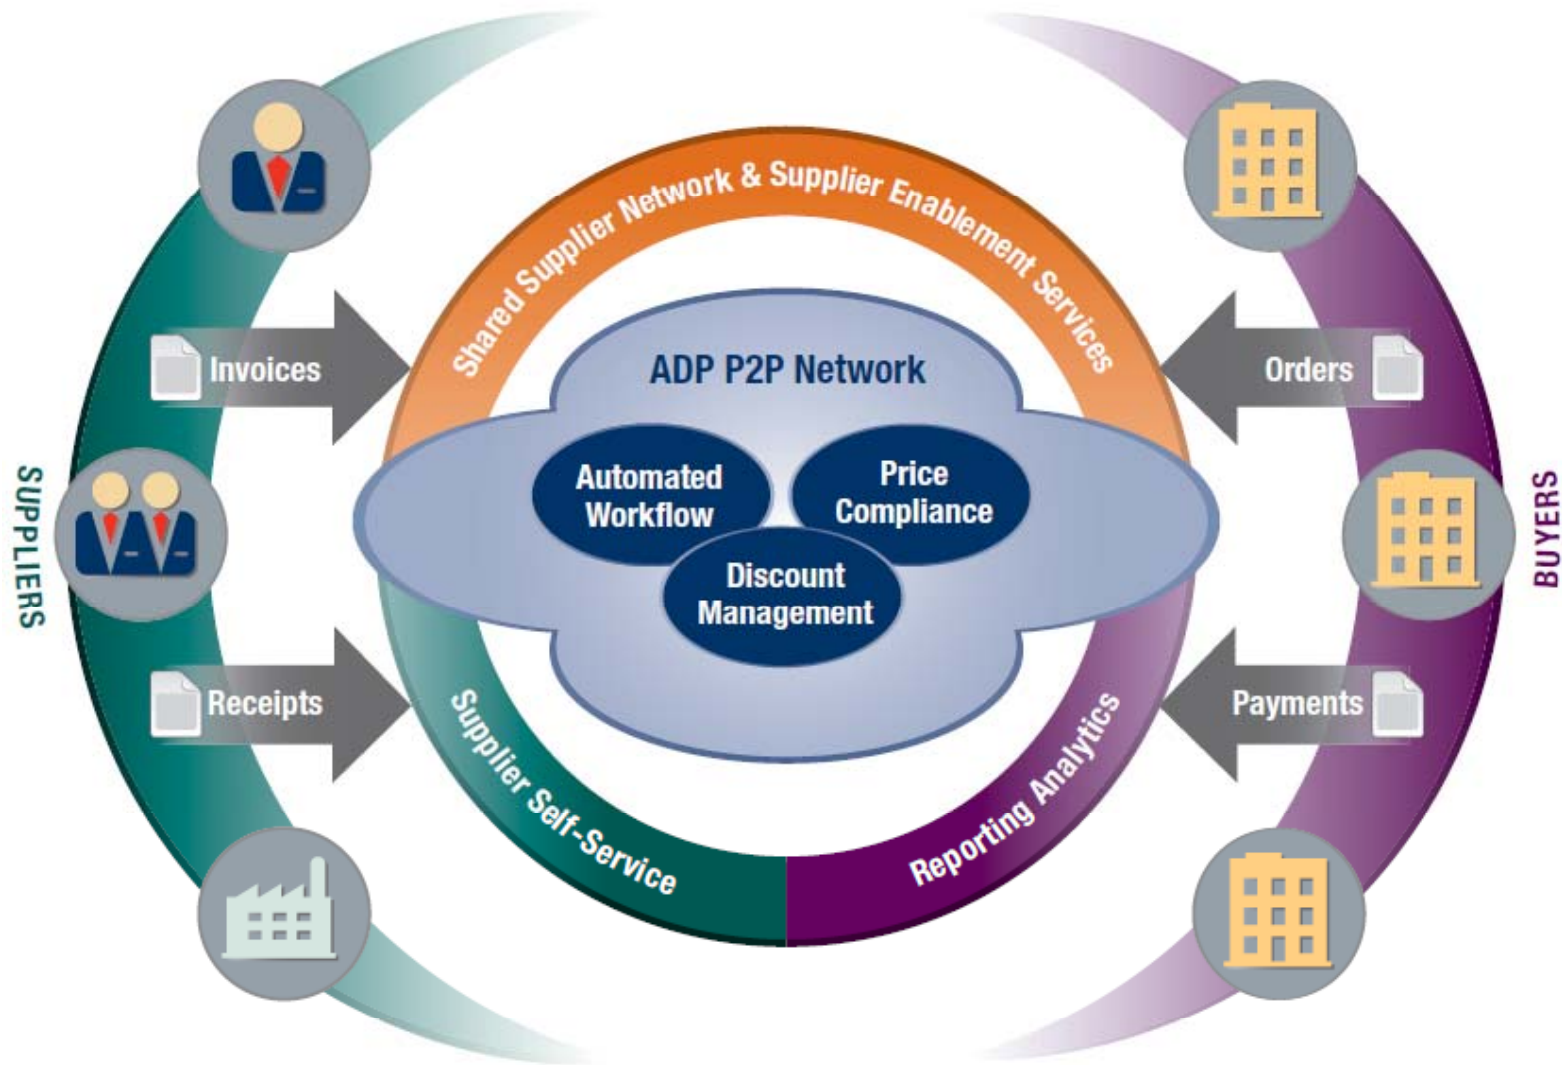 Shared Supplier Network & Supplier Enablement Services
ADP P2P Network
Invoices
Orders
Automated
Workflow
Price
Compliance
SUPPLIERS
BUYERS
Discount
Management
Receipts
Payments
Supplier Self-Service
Reporting Analytics